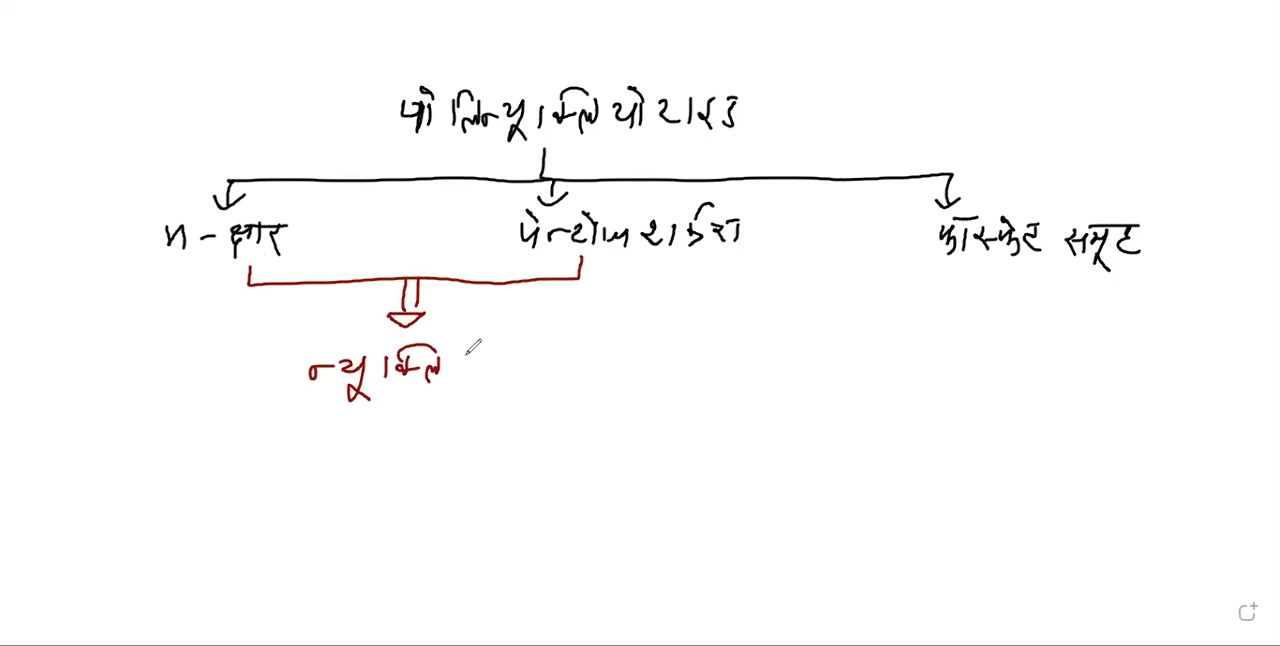 पोलिन्यूक्लियोटाइड
n-क्षार पेन्टोज शर्करा फॉस्फेट समूह
न्यूक्लि